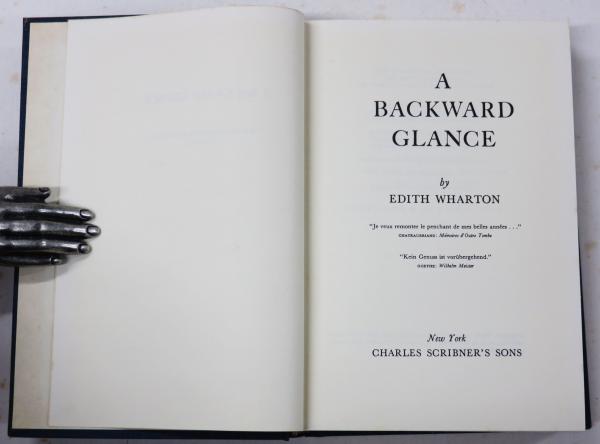 A
BACKWARD
GLANCE
by
EDITH WHARTON
"Je veux remonter le penchant de mes belles années . . ."
CHATEAUBRIAND: Mémoires d'Outre Tombe
"Kein Genuss ist vorübergehend."
GOETHE: Wilhelm Meister
New York
CHARLES SCRIBNER'S SONS